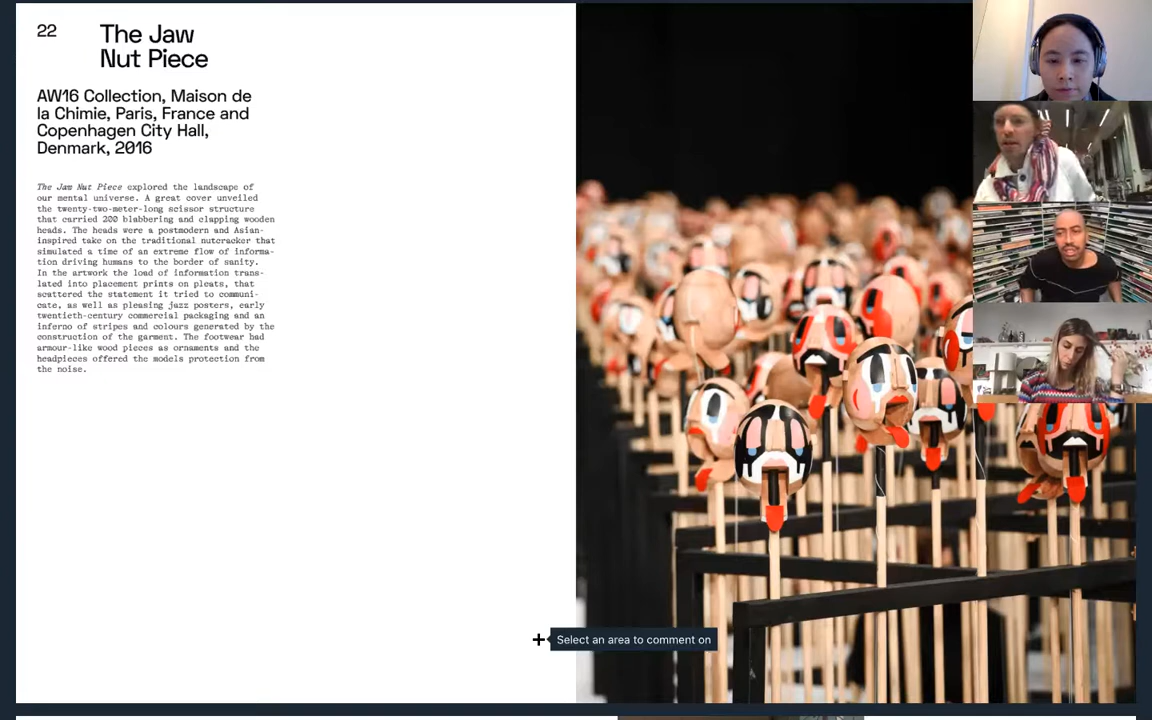 22
The Jaw
Nut Piece
AW16 Collection, Maison de
la Chimie, Paris, France and
Copenhagen City Hall,
Denmark, 2016
The Jaw Nut Piece explored the landscape of
our mental universe. A great cover unveiled
the twenty-two-meter-long scissor structure
that carried 200 blabbering and clapping wooden
heads. The heads were a postmodern and Asian-
inspired take on the traditional nutcracker that
simulated a time of an extreme flow of informa-
tion driving humans to the border of sanity.
In the artwork the load of information trans-
lated into placement prints on pleats, that
scattered the statement it tried to communi-
cate, as well as pleasing jazz posters, early
twentieth-century commercial packaging and an
inferno of stripes and colours generated by the
construction of the garment. The footwear had
armour-like wood pieces as ornaments and the
headpieces offered the models protection from
the noise.
Select an area to comment on